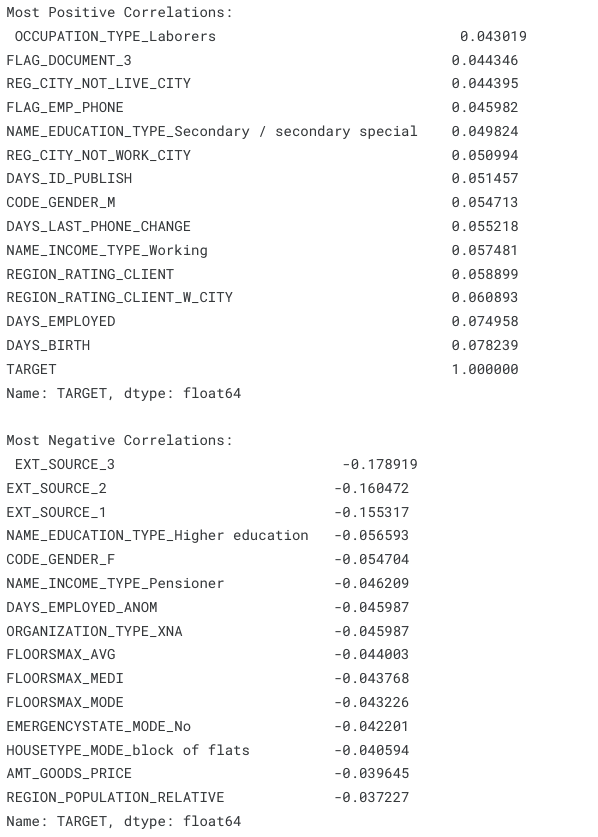 Most Positive Correlations:
 OCCUPATION_TYPE_Laborers                             0.043019
FLAG_DOCUMENT_3                                      0.044346
REG_CITY_NOT_LIVE_CITY                               0.044395
FLAG_EMP_PHONE                                       0.045982
NAME_EDUCATION_TYPE_Secondary / secondary special    0.049824
REG_CITY_NOT_WORK_CITY                               0.050994
DAYS_ID_PUBLISH                                      0.051457
CODE_GENDER_M                                        0.054713
DAYS_LAST_PHONE_CHANGE                               0.055218
NAME_INCOME_TYPE_Working                             0.057481
REGION_RATING_CLIENT                                 0.058899
REGION_RATING_CLIENT_W_CITY                          0.060893
DAYS_EMPLOYED                                        0.074958
DAYS_BIRTH                                           0.078239
TARGET                                               1.000000
Name: TARGET, dtype: float64

Most Negative Correlations:
 EXT_SOURCE_3                           -0.178919
EXT_SOURCE_2                           -0.160472
EXT_SOURCE_1                           -0.155317
NAME_EDUCATION_TYPE_Higher education   -0.056593
CODE_GENDER_F                          -0.054704
NAME_INCOME_TYPE_Pensioner             -0.046209
DAYS_EMPLOYED_ANOM                     -0.045987
ORGANIZATION_TYPE_XNA                  -0.045987
FLOORSMAX_AVG                          -0.044003
FLOORSMAX_MEDI                         -0.043768
FLOORSMAX_MODE                         -0.043226
EMERGENCYSTATE_MODE_No                 -0.042201
HOUSETYPE_MODE_block of flats          -0.040594
AMT_GOODS_PRICE                        -0.039645
REGION_POPULATION_RELATIVE             -0.037227
Name: TARGET, dtype: float64